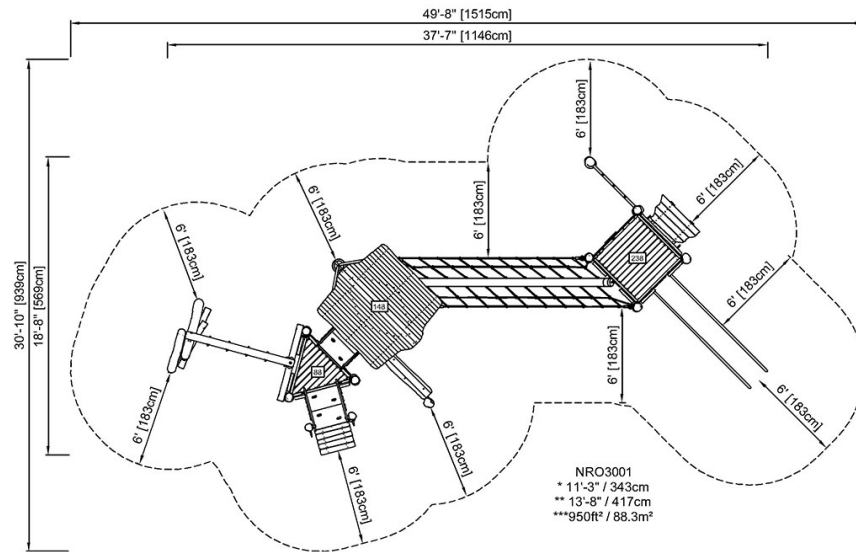 49'-8" [1515cm]
37'-7" [1146cm]
30'-10" [939cm]
18'-8" [569cm]
6' [183cm]
6' [183cm]
6' [183cm]
6' [183cm]
6' [183cm]
6' [183cm]
6' [183cm]
6' [183cm]
6' [183cm]
6' [183cm]
6' [183cm]
238
148
88
NRO3001
* 11'-3" / 343cm
** 13'-8" / 417cm
***950ft² / 88.3m²